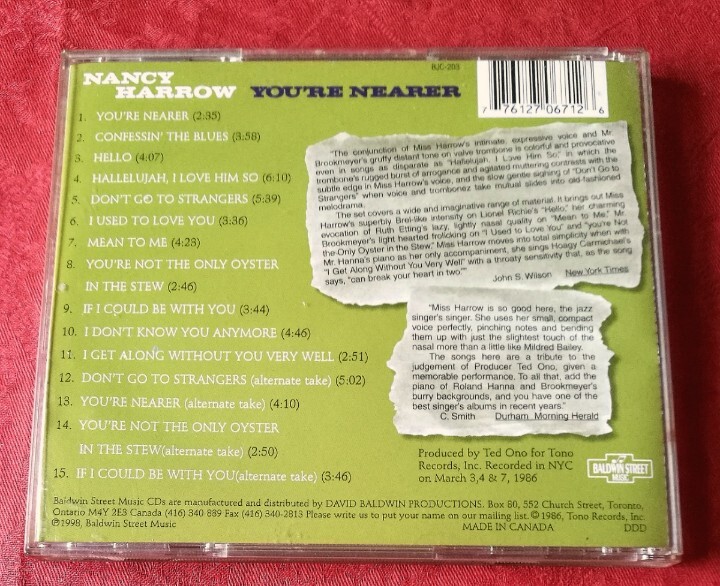 NANCY HARROW YOU'RE NEARER
BJC-203
7 76127 06712 6
1. YOU'RE NEARER (2:35)
2. CONFESSIN' THE BLUES (3:58)
3. HELLO (4:07)
4. HALLELUJAH, I LOVE HIM SO (6:10)
5. DON'T GO TO STRANGERS (5:39)
6. I USED TO LOVE YOU (3:36)
7. MEAN TO ME (4:23)
8. YOU'RE NOT THE ONLY OYSTER
IN THE STEW (2:46)
9. IF I COULD BE WITH YOU (3:44)
10. I DON'T KNOW YOU ANYMORE (4:46)
11. I GET ALONG WITHOUT YOU VERY WELL (2:51)
12. DON'T GO TO STRANGERS (alternate take) (5:02)
13. YOU'RE NEARER (alternate take) (4:10)
14. YOU'RE NOT THE ONLY OYSTER
IN THE STEW(alternate take) (2:50)
15. IF I COULD BE WITH YOU(alternate take) (3:46)
"The conjunction of Miss Harrow's intimate, expressive voice and Mr.
Brookmeyer's gruffy distant tone on valve trombone is colorful and provocative
even in songs as disparate as "Hallelujah, I Love Him So," in which the
trombone's rugged burst of arrogance and agitated muttering contrasts with the
subtle edge in Miss Harrow's voice, and the slow gentle sighing of "Don't Go to
Strangers" when voice and trombonez take mutual slides into old-fashioned
melodrama.
The set covers a wide and imaginative range of material. It brings out Miss
Harrow's superbly Brel-like intensity on Lionel Richie's "Hello," her charming
evocation of Ruth Etting's lazy, lightly nasal quality on "Mean to Me," Mr.
Brookmeyer's light hearted frolicking on "I Used to Love You" and "you're Not
the Only Oyster in the Stew." Miss Harrow moves into total simplicity when with
Mr. Hanna's piano as her only accompaniment, she sings Hoagy Carmichael's
"I Get Along Without You Very Well" with a throaty sensitivity that, as the song
says, "can break your heart in two.""
John S. Wilson New York Times
"Miss Harrow is so good here, the jazz
singer's singer. She uses her small, compact
voice perfectly, pinching notes and bending
them up with just the slightest touch of the
nasal more than a little like Mildred Bailey.
The songs here are a tribute to the
judgement of Producer Ted Ono, given a
memorable performance. To all that, add the
piano of Roland Hanna and Brookmeyer's
burry backgrounds, and you have one of the
best singer's albums in recent years."
C. Smith Durham Morning Herald
Produced by Ted Ono for Tono
Records, Inc. Recorded in NYC
on March 3,4 & 7, 1986
BALDWIN STREET
MUSIC
Baldwin Street Music CDs are manufactured and distributed by DAVID BALDWIN PRODUCTIONS. Box 80, 552 Church Street, Toronto,
Ontario M4Y 2E3 Canada (416) 340 889 Fax (416) 340-2813 Please write us to put your name on our mailing list. © 1986, Tono Records, Inc.
℗1998, Baldwin Street Music MADE IN CANADA DDD